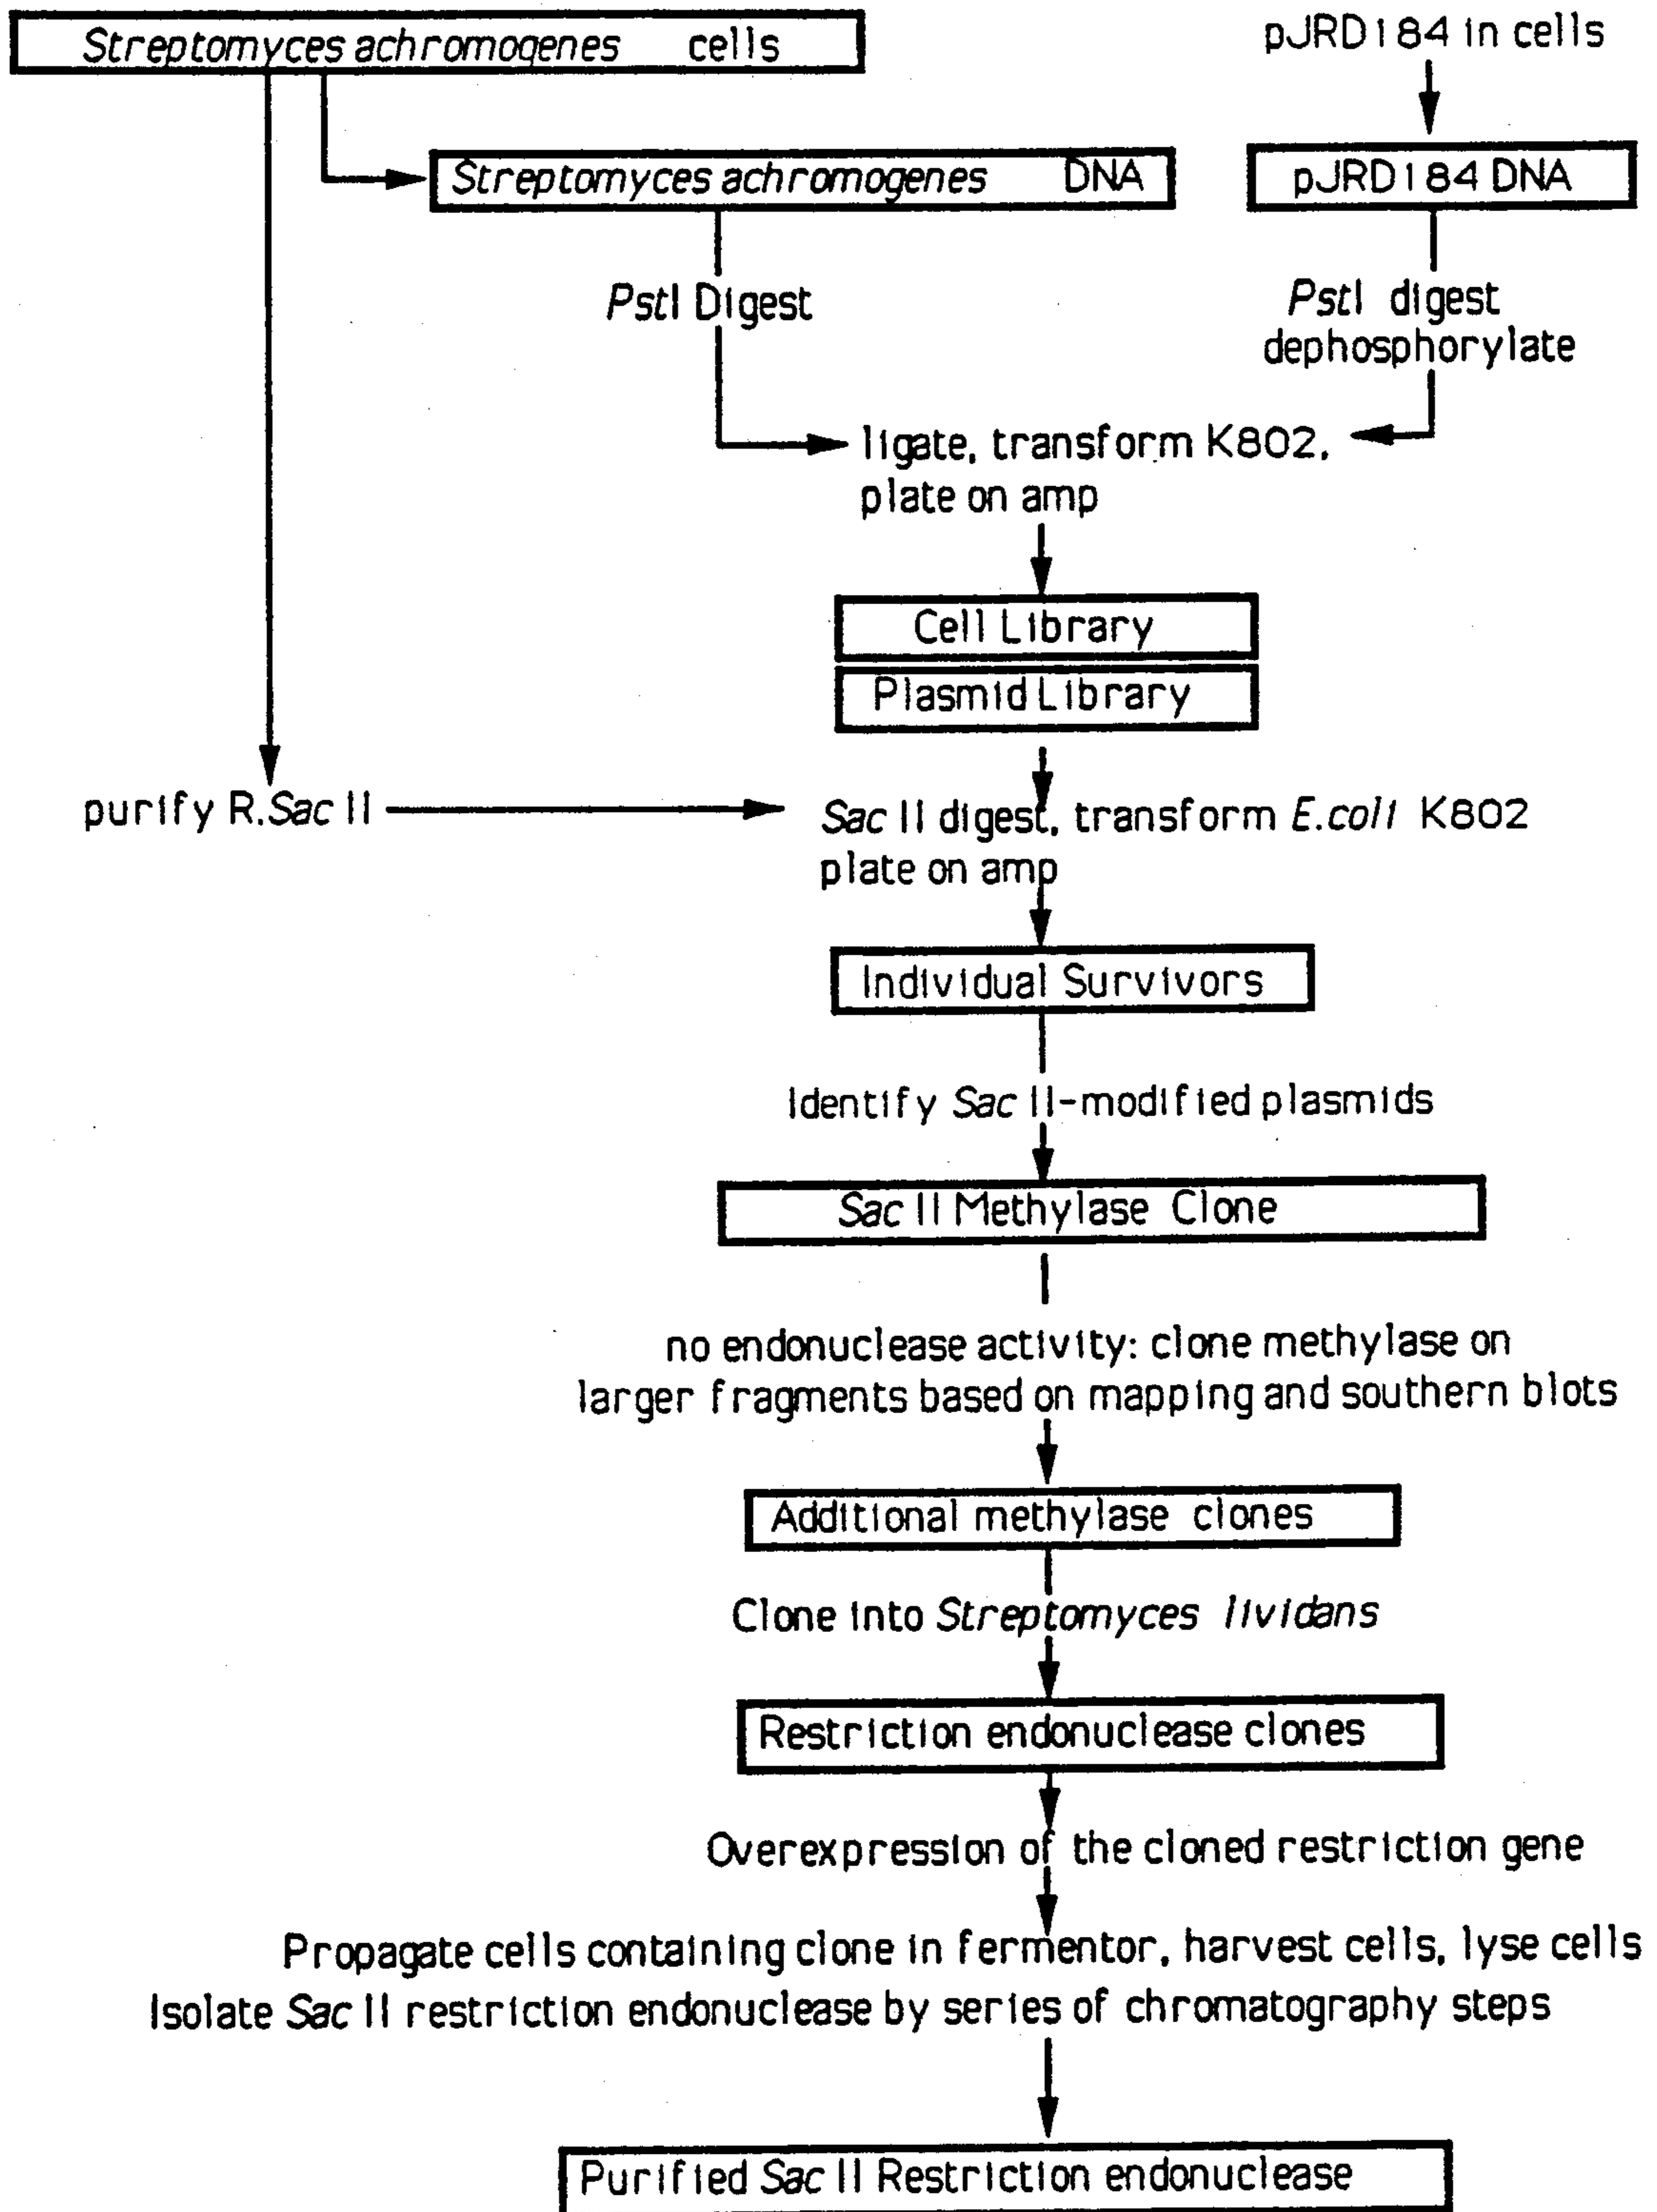 Streptomyces achromogenes cells
pJRD184 in cells
Streptomyces achromogenes DNA
pJRD184 DNA
PstI Digest
PstI digest
dephosphorylate
ligate, transform K802,
plate on amp
Cell Library
Plasmid Library
purify R.Sac II
Sac II digest, transform E.coli K802
plate on amp
Individual Survivors
Identify Sac II-modified plasmids
Sac II Methylase Clone
no endonuclease activity: clone methylase on
larger fragments based on mapping and southern blots
Additional methylase clones
Clone into Streptomyces lividans
Restriction endonuclease clones
Overexpression of the cloned restriction gene
Propagate cells containing clone in fermentor, harvest cells, lyse cells
Isolate Sac II restriction endonuclease by series of chromatography steps
Purified Sac II Restriction endonuclease